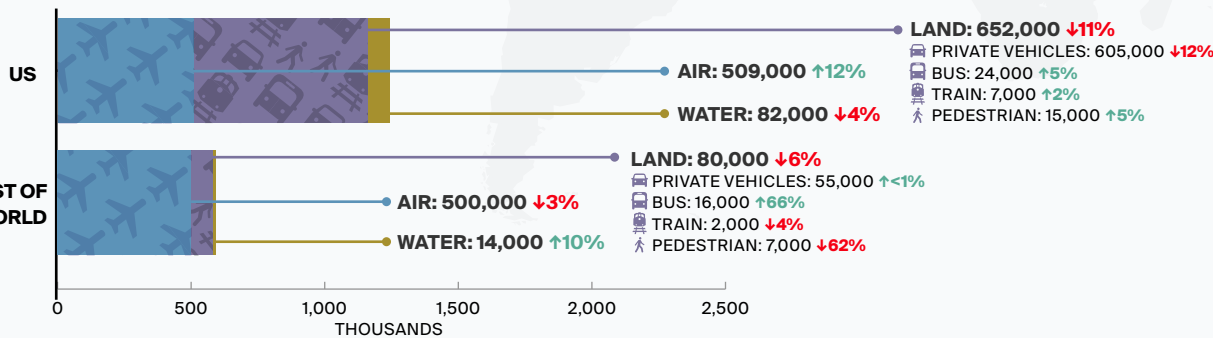 US
LAND: 652,000 ↓11%
PRIVATE VEHICLES: 605,000 ↓12%
BUS: 24,000 ↑5%
TRAIN: 7,000 ↑2%
PEDESTRIAN: 15,000 ↑5%
AIR: 509,000 ↑12%
WATER: 82,000 ↓4%
ST OF
ORLD
LAND: 80,000 ↓6%
PRIVATE VEHICLES: 55,000 ↑<1%
BUS: 16,000 ↑66%
TRAIN: 2,000 ↓4%
PEDESTRIAN: 7,000 ↓62%
AIR: 500,000 ↓3%
WATER: 14,000 ↑10%
0 500 1,000 1,500 2,000 2,500
THOUSANDS